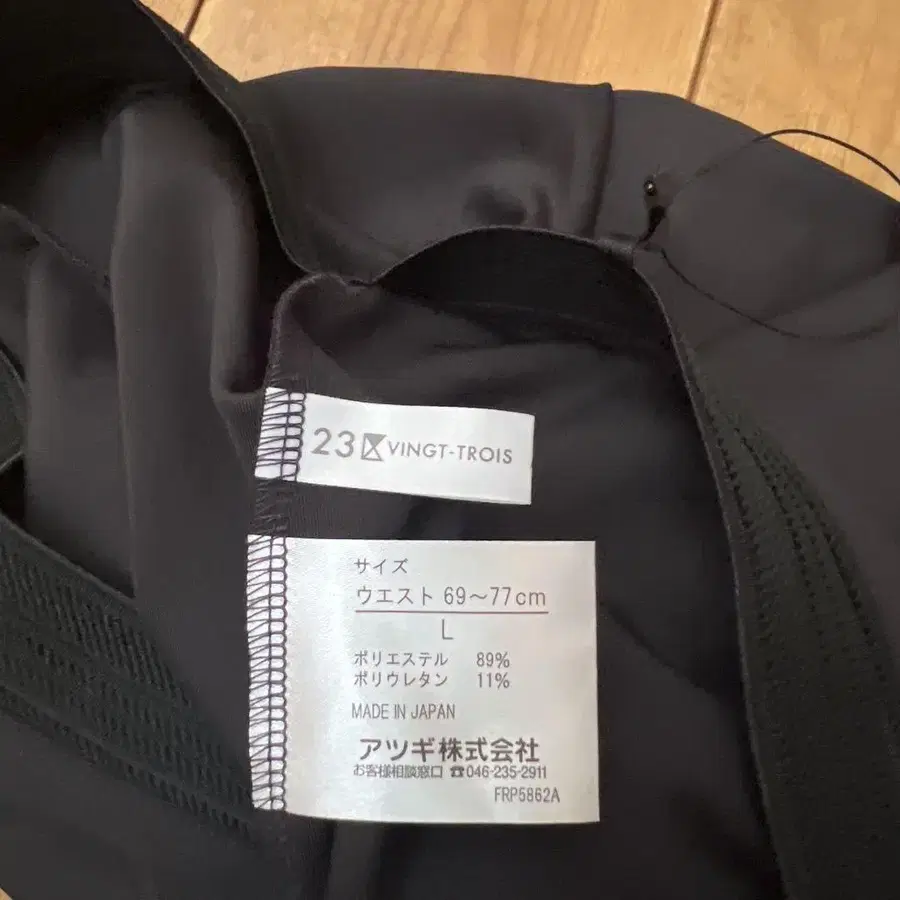 23 VINGT-TROIS
サイズ
ウエスト 69～77cm
L
ポリエステル 89%
ポリウレタン 11%
MADE IN JAPAN
アツギ株式会社
お客様相談窓口 ☎046-235-2911
FRP5862A